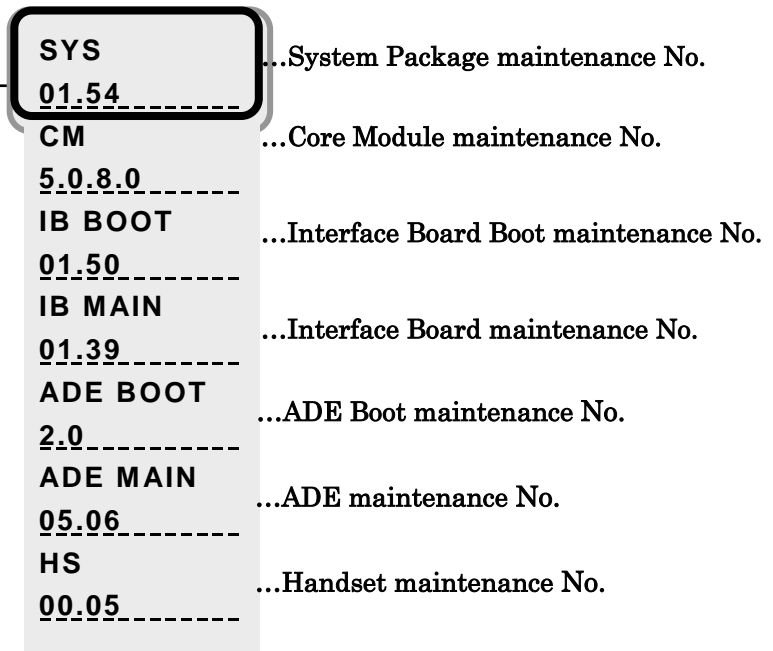 SYS
…System Package maintenance No.
01.54
CM
…Core Module maintenance No.
5.0.8.0
IB BOOT
…Interface Board Boot maintenance No.
01.50
IB MAIN
…Interface Board maintenance No.
01.39
ADE BOOT
…ADE Boot maintenance No.
2.0
ADE MAIN
…ADE maintenance No.
05.06
HS
…Handset maintenance No.
00.05